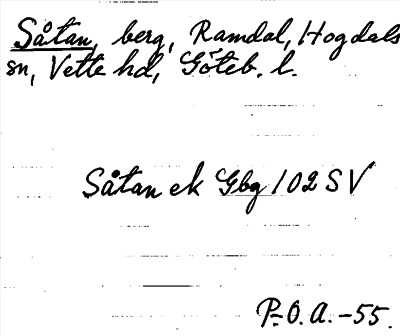 Såtan, berg, Ramdal, Hogdals
sn, Vette hd, Göteb. l.
Såtan ek Gbg 102 SV
P.-O. A. -55.